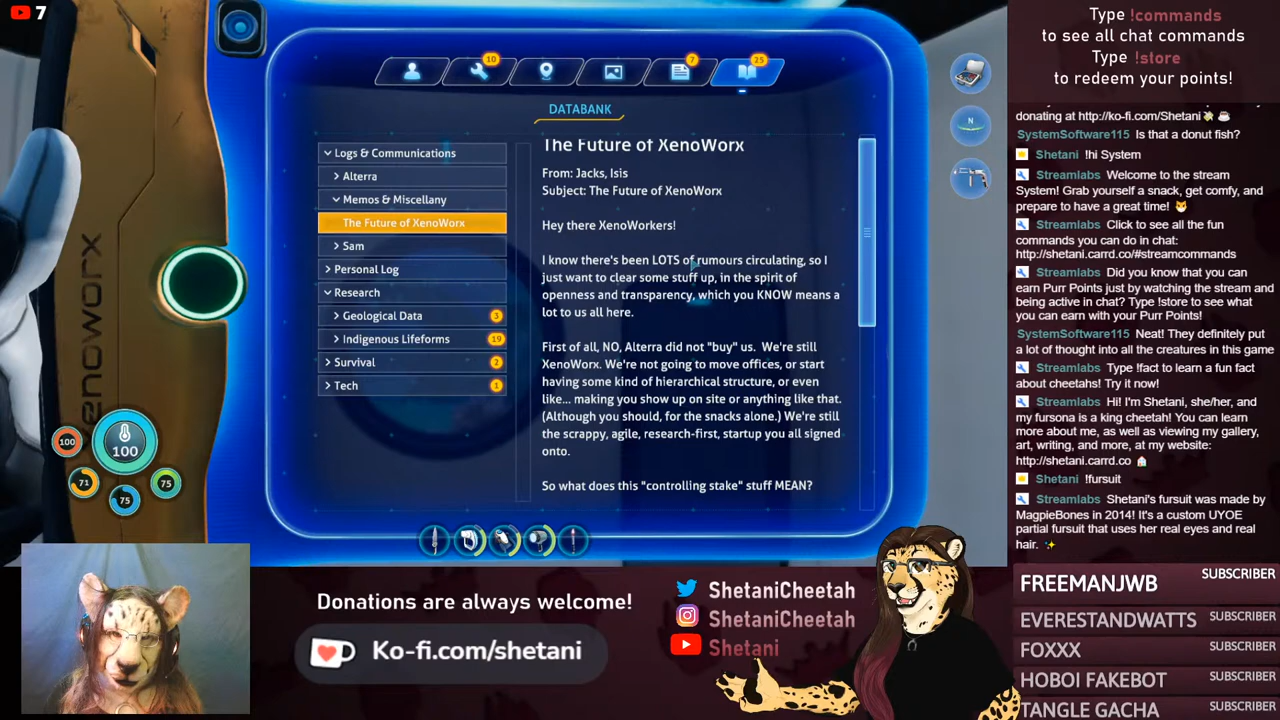 7
10
7
25
DATABANK
Logs & Communications
Alterra
Memos & Miscellany
The Future of XenoWorx
Sam
Personal Log
Research
Geological Data 3
Indigenous Lifeforms 19
Survival 2
Tech 1
The Future of XenoWorx
From: Jacks, Isis
Subject: The Future of XenoWorx
Hey there XenoWorkers!
I know there's been LOTS of rumours circulating, so I
just want to clear some stuff up, in the spirit of
openness and transparency, which you KNOW means a
lot to us all here.
First of all, NO, Alterra did not "buy" us. We're still
XenoWorx. We're not going to move offices, or start
having some kind of hierarchical structure, or even
like... making you show up on site or anything like that.
(Although you should, for the snacks alone.) We're still
the scrappy, agile, research-first, startup you all signed
onto.
So what does this "controlling stake" stuff MEAN?
N
enoworx
100
100
71
75
75
Donations are always welcome!
Ko-fi.com/shetani
ShetaniCheetah
ShetaniCheetah
Shetani
Type !commands
to see all chat commands
Type !store
to redeem your points!
donating at http://ko-fi.com/Shetani
SystemSoftware115 Is that a donut fish?
Shetani !hi System
Streamlabs Welcome to the
stream
System! Grab yourself a snack, get comfy, and
prepare to have a great time!
Streamlabs Click to see all the fun
commands you can do in chat:
http://shetani.carrd.co/#streamcommands
Streamlabs Did you know that you can
earn Purr Points just by watching the stream and
being active in chat? Type !store to see what
you can earn with your Purr Points!
SystemSoftware115 Neat! They definitely put
a lot of thought into all the creatures in this game
Streamlabs Type !fact to learn a fun fact
about cheetahs! Try it now!
Streamlabs Hi! I'm Shetani, she/her, and
my fursona is a king cheetah! You can learn
more about me, as well as viewing my gallery,
art, writing, and more, at my website:
http://shetani.carrd.co
Shetani !fursuit
Streamlabs Shetani's fursuit was made by
MagpieBones in 2014! It's a custom UYOE
partial fursuit that uses her real eyes and real
hair.
FREEMANJWB SUBSCRIBER
EVERESTANDWATTS SUBSCRIBER
FOXXX SUBSCRIBER
HOBOI FAKEBOT SUBSCRIBER
TANGLE GACHA SUBSCRIBER